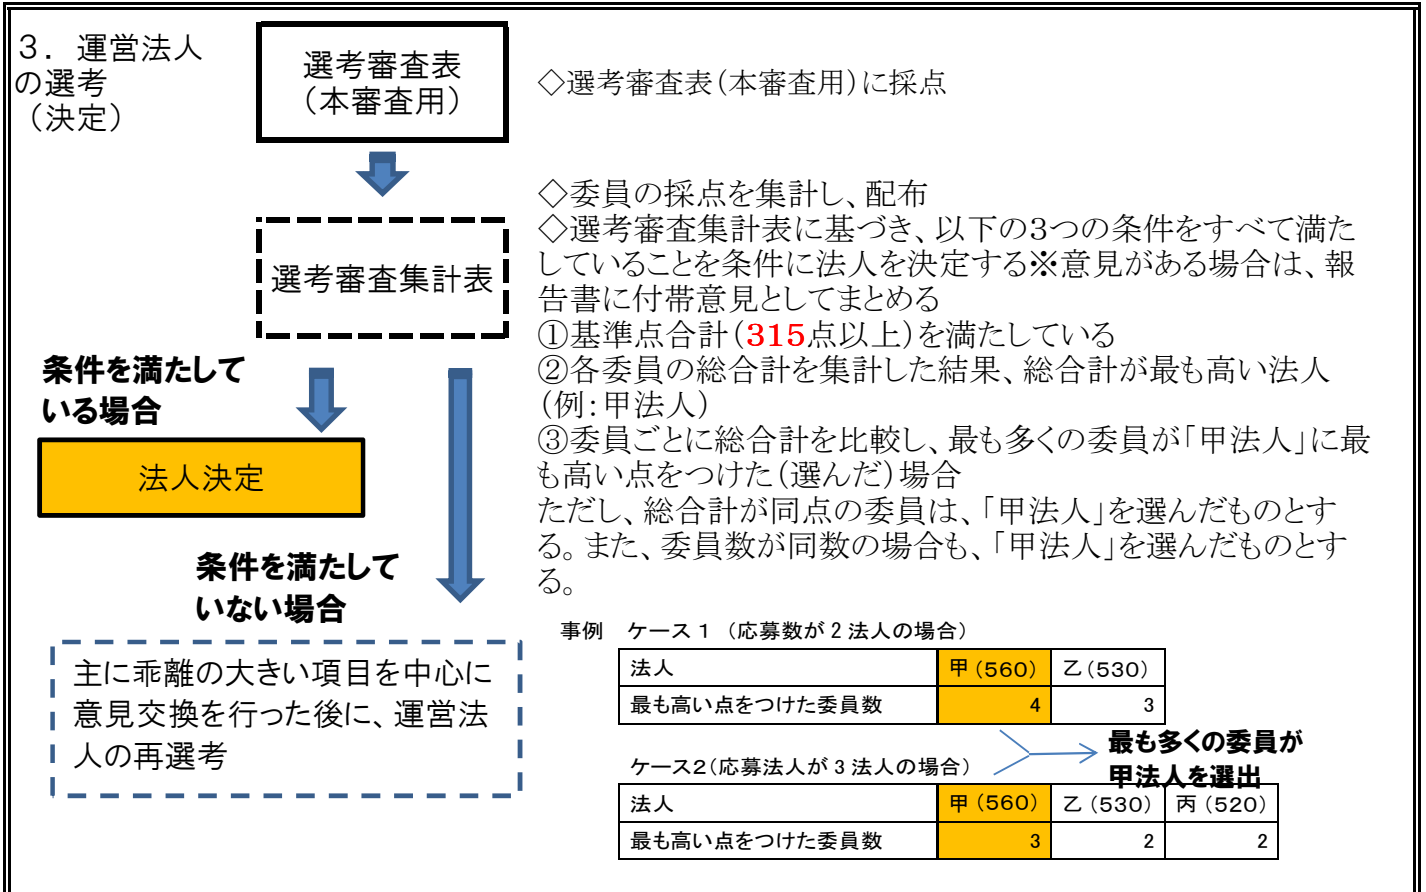 ３．運営法人
の選考
（決定）
選考審査表
（本審査用）
◇選考審査表（本審査用）に採点
◇委員の採点を集計し、配布
◇選考審査集計表に基づき、以下の３つの条件をすべて満た
していることを条件に法人を決定する※意見がある場合は、報
告書に付帯意見としてまとめる
①基準点合計（315点以上）を満たしている
②各委員の総合計を集計した結果、総合計が最も高い法人
（例：甲法人）
③委員ごとに総合計を比較し、最も多くの委員が「甲法人」に最
も高い点をつけた（選んだ）場合
ただし、総合計が同点の委員は、「甲法人」を選んだものとす
る。また、委員数が同数の場合も、「甲法人」を選んだものとす
る。
選考審査集計表
条件を満たして
いる場合
法人決定
条件を満たして
いない場合
主に乖離の大きい項目を中心に
意見交換を行った後に、運営法
人の再選考
事例　ケース１（応募数が２法人の場合）
法人 甲（560） 乙（530）
最も高い点をつけた委員数 4 3
最も多くの委員が
甲法人を選出
ケース２（応募法人が３法人の場合）
法人 甲（560） 乙（530） 丙（520）
最も高い点をつけた委員数 3 2 2